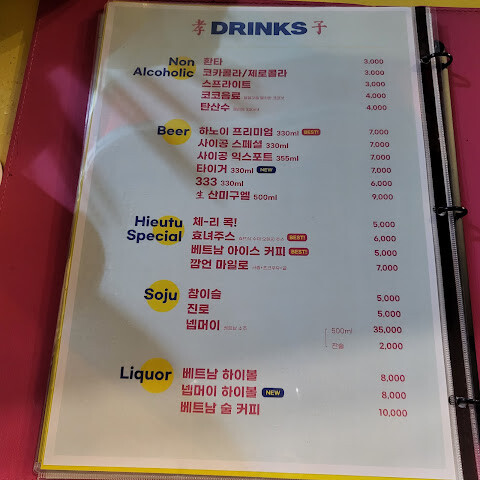 孝 DRINKS 子
Non Alcoholic
환타 3,000
코카콜라/제로콜라 3,000
스프라이트 3,000
코코음료 4,000
탄산수 4,000
Beer
하노이 프리미엄 330ml BEST! 7,000
사이공 스페셜 330ml 7,000
사이공 익스포트 355ml 7,000
타이거 330ml NEW 7,000
333 330ml 6,000
生 산미구엘 500ml 9,000
Hieutu Special
체-리 콕! 5,000
효녀주스 BEST! 6,000
베트남 아이스 커피 BEST! 5,000
깜언 마일로 7,000
Soju
참이슬 5,000
진로 5,000
넵머이 베트남 소주 500ml 35,000
잔술 2,000
Liquor
베트남 하이볼 8,000
넵머이 하이볼 NEW 8,000
베트남 술 커피 10,000